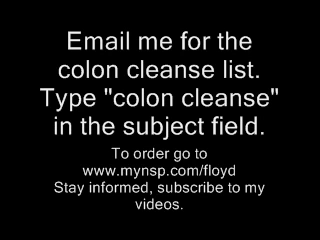 Email me for the
colon cleanse list.
Type "colon cleanse"
in the subject field.
To order go to
www.mynsp.com/floyd
Stay informed, subscribe to my
videos.